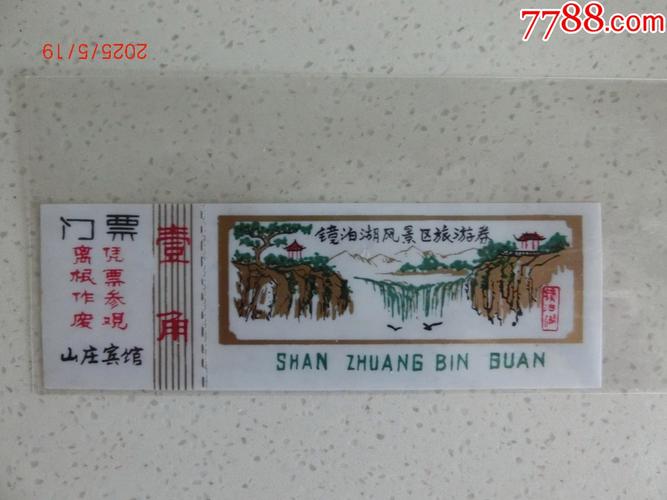 7788.com
2025/5/19
门票
凭票参观
离根作废
山庄宾馆
壹角
镜泊湖风景区旅游券
镜泊湖
SHAN ZHUANG BIN GUAN